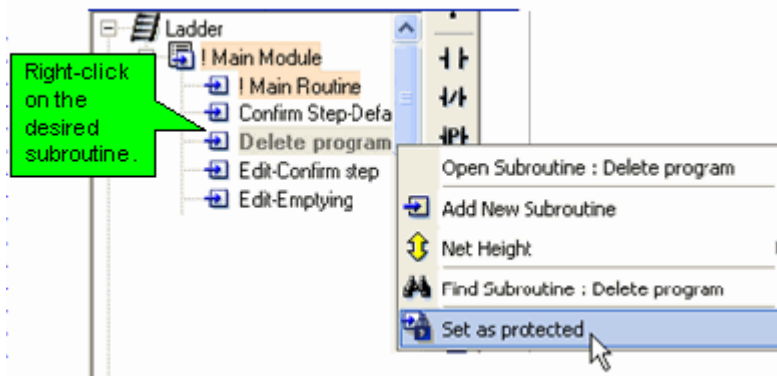 Ladder
! Main Module
! Main Routine
Confirm Step-Defa
Delete program
Edit-Confirm step
Edit-Emptying
Right-click
on the
desired
subroutine.
Open Subroutine : Delete program
Add New Subroutine
Net Height
Find Subroutine : Delete program
Set as protected